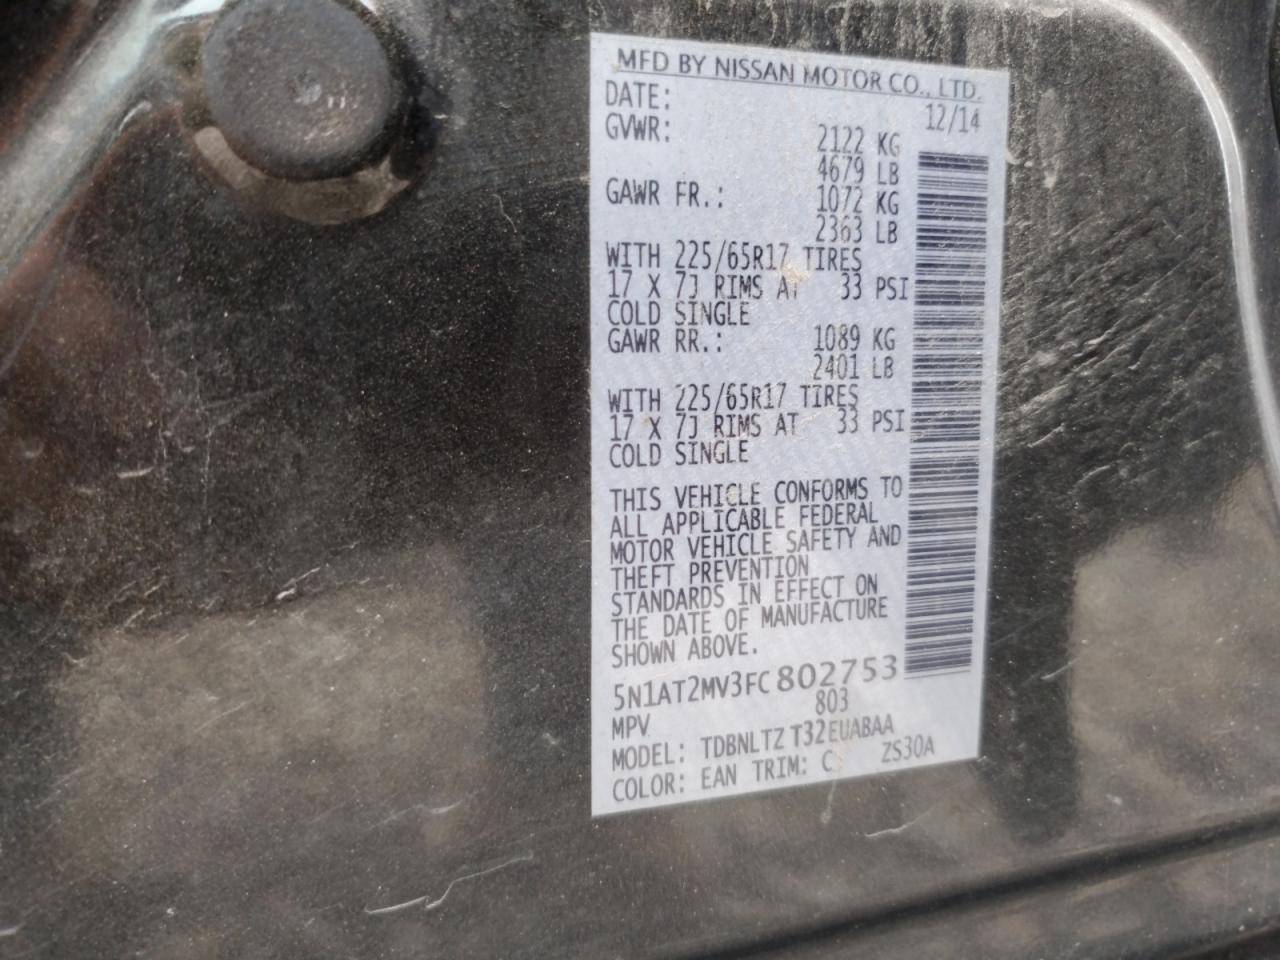 MFD BY NISSAN MOTOR CO., LTD.
DATE: 12/14
GVWR: 2122 KG
4679 LB
GAWR FR.: 1072 KG
2363 LB
WITH 225/65R17 TIRES
17 X 7J RIMS AT 33 PSI
COLD SINGLE
GAWR RR.: 1089 KG
2401 LB
WITH 225/65R17 TIRES
17 X 7J RIMS AT 33 PSI
COLD SINGLE
THIS VEHICLE CONFORMS TO
ALL APPLICABLE FEDERAL
MOTOR VEHICLE SAFETY AND
THEFT PREVENTION
STANDARDS IN EFFECT ON
THE DATE OF MANUFACTURE
SHOWN ABOVE.
5N1AT2MV3FC802753
MPV 803
MODEL: TDBNLTZ T32EUABAA
COLOR: EAN TRIM: C ZS30A